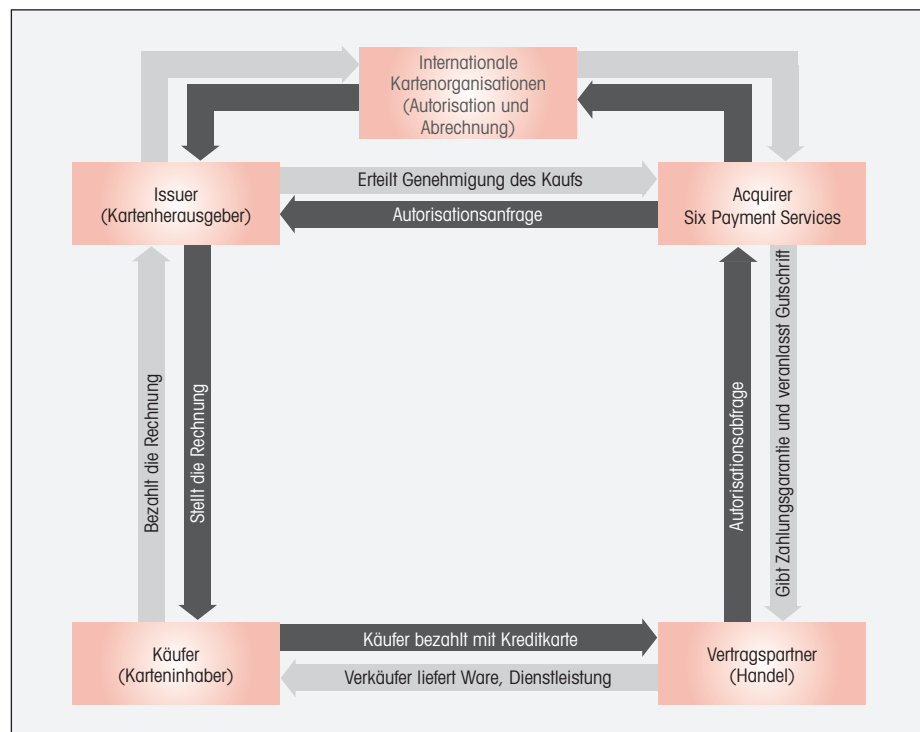 Internationale
Kartenorganisationen
(Autorisation und
Abrechnung)
Issuer
(Kartenherausgeber)
Erteilt Genehmigung des Kaufs
Autorisationsanfrage
Acquirer
Six Payment Services
Bezahlt die Rechnung
Stellt die Rechnung
Autorisationsabfrage
Gibt Zahlungsgarantie und veranlasst Gutschrift
Käufer
(Karteninhaber)
Käufer bezahlt mit Kreditkarte
Verkäufer liefert Ware, Dienstleistung
Vertragspartner
(Handel)